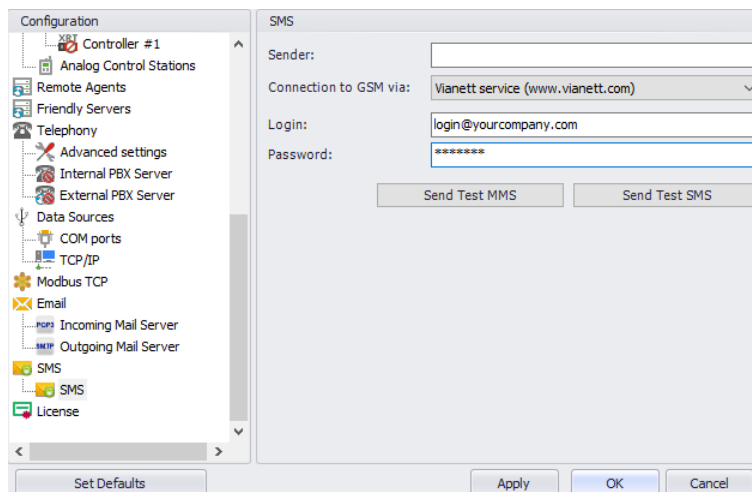 Configuration
XRT
Controller #1
Analog Control Stations
Remote Agents
Friendly Servers
Telephony
Advanced settings
Internal PBX Server
External PBX Server
Data Sources
COM ports
TCP/IP
Modbus TCP
Email
POP3 Incoming Mail Server
SMTP Outgoing Mail Server
SMS
SMS
License
Set Defaults
SMS
Sender:
Connection to GSM via: Vianett service (www.vianett.com)
Login: login@yourcompany.com
Password: *******
Send Test MMS Send Test SMS
Apply OK Cancel